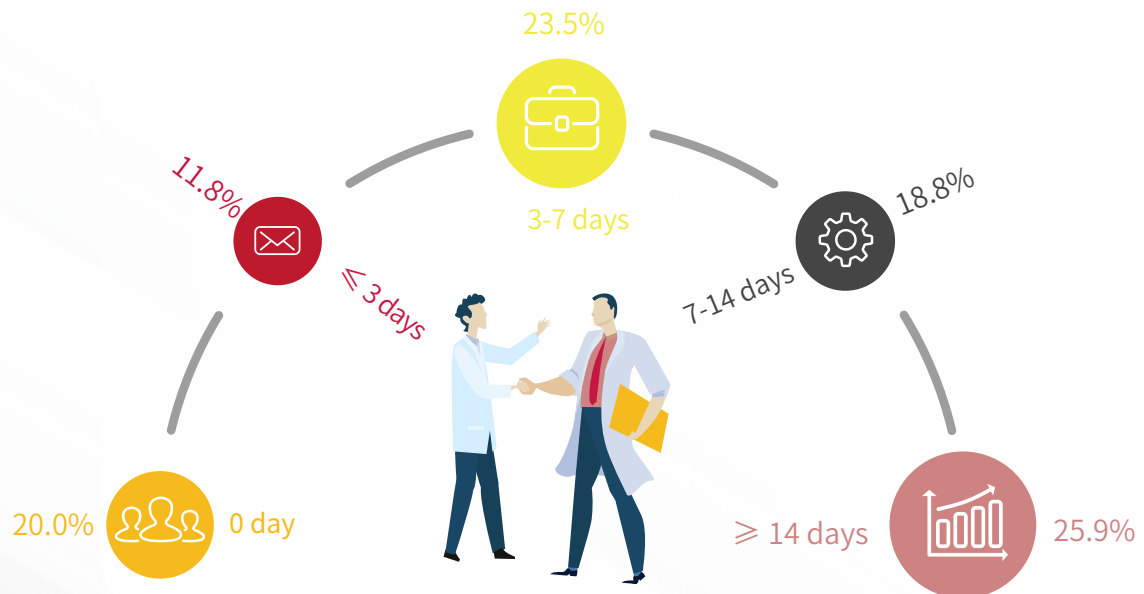 23.5%
3-7 days
11.8%
⩽ 3 days
18.8%
7-14 days
20.0%
0 day
⩾ 14 days
25.9%